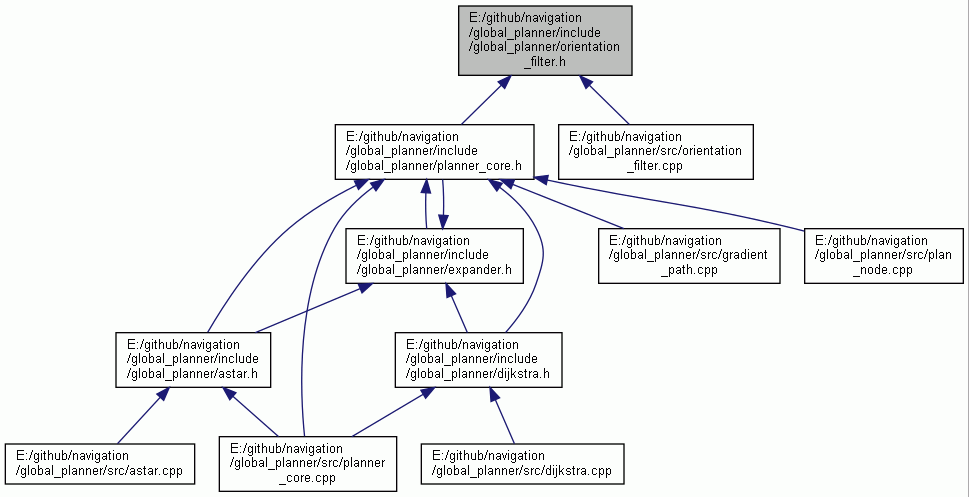 E:/github/navigation
/global_planner/include
/global_planner/orientation
_filter.h
E:/github/navigation
/global_planner/include
/global_planner/planner_core.h
E:/github/navigation
/global_planner/src/orientation
_filter.cpp
E:/github/navigation
/global_planner/include
/global_planner/expander.h
E:/github/navigation
/global_planner/src/gradient
_path.cpp
E:/github/navigation
/global_planner/src/plan
_node.cpp
E:/github/navigation
/global_planner/include
/global_planner/astar.h
E:/github/navigation
/global_planner/include
/global_planner/dijkstra.h
E:/github/navigation
/global_planner/src/astar.cpp
E:/github/navigation
/global_planner/src/planner
_core.cpp
E:/github/navigation
/global_planner/src/dijkstra.cpp